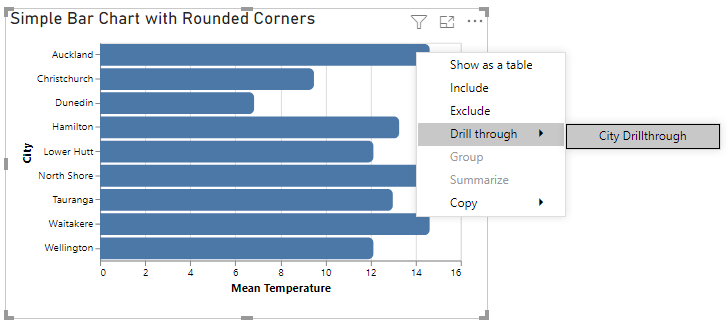 Simple Bar Chart with Rounded Corners
Auckland
Christchurch
Dunedin
Hamilton
Lower Hutt
North Shore
Tauranga
Waitakere
Wellington
City
0 2 4 6 8 10 12 14 16
Mean Temperature
Show as a table
Include
Exclude
Drill through
Group
Summarize
Copy
City Drillthrough